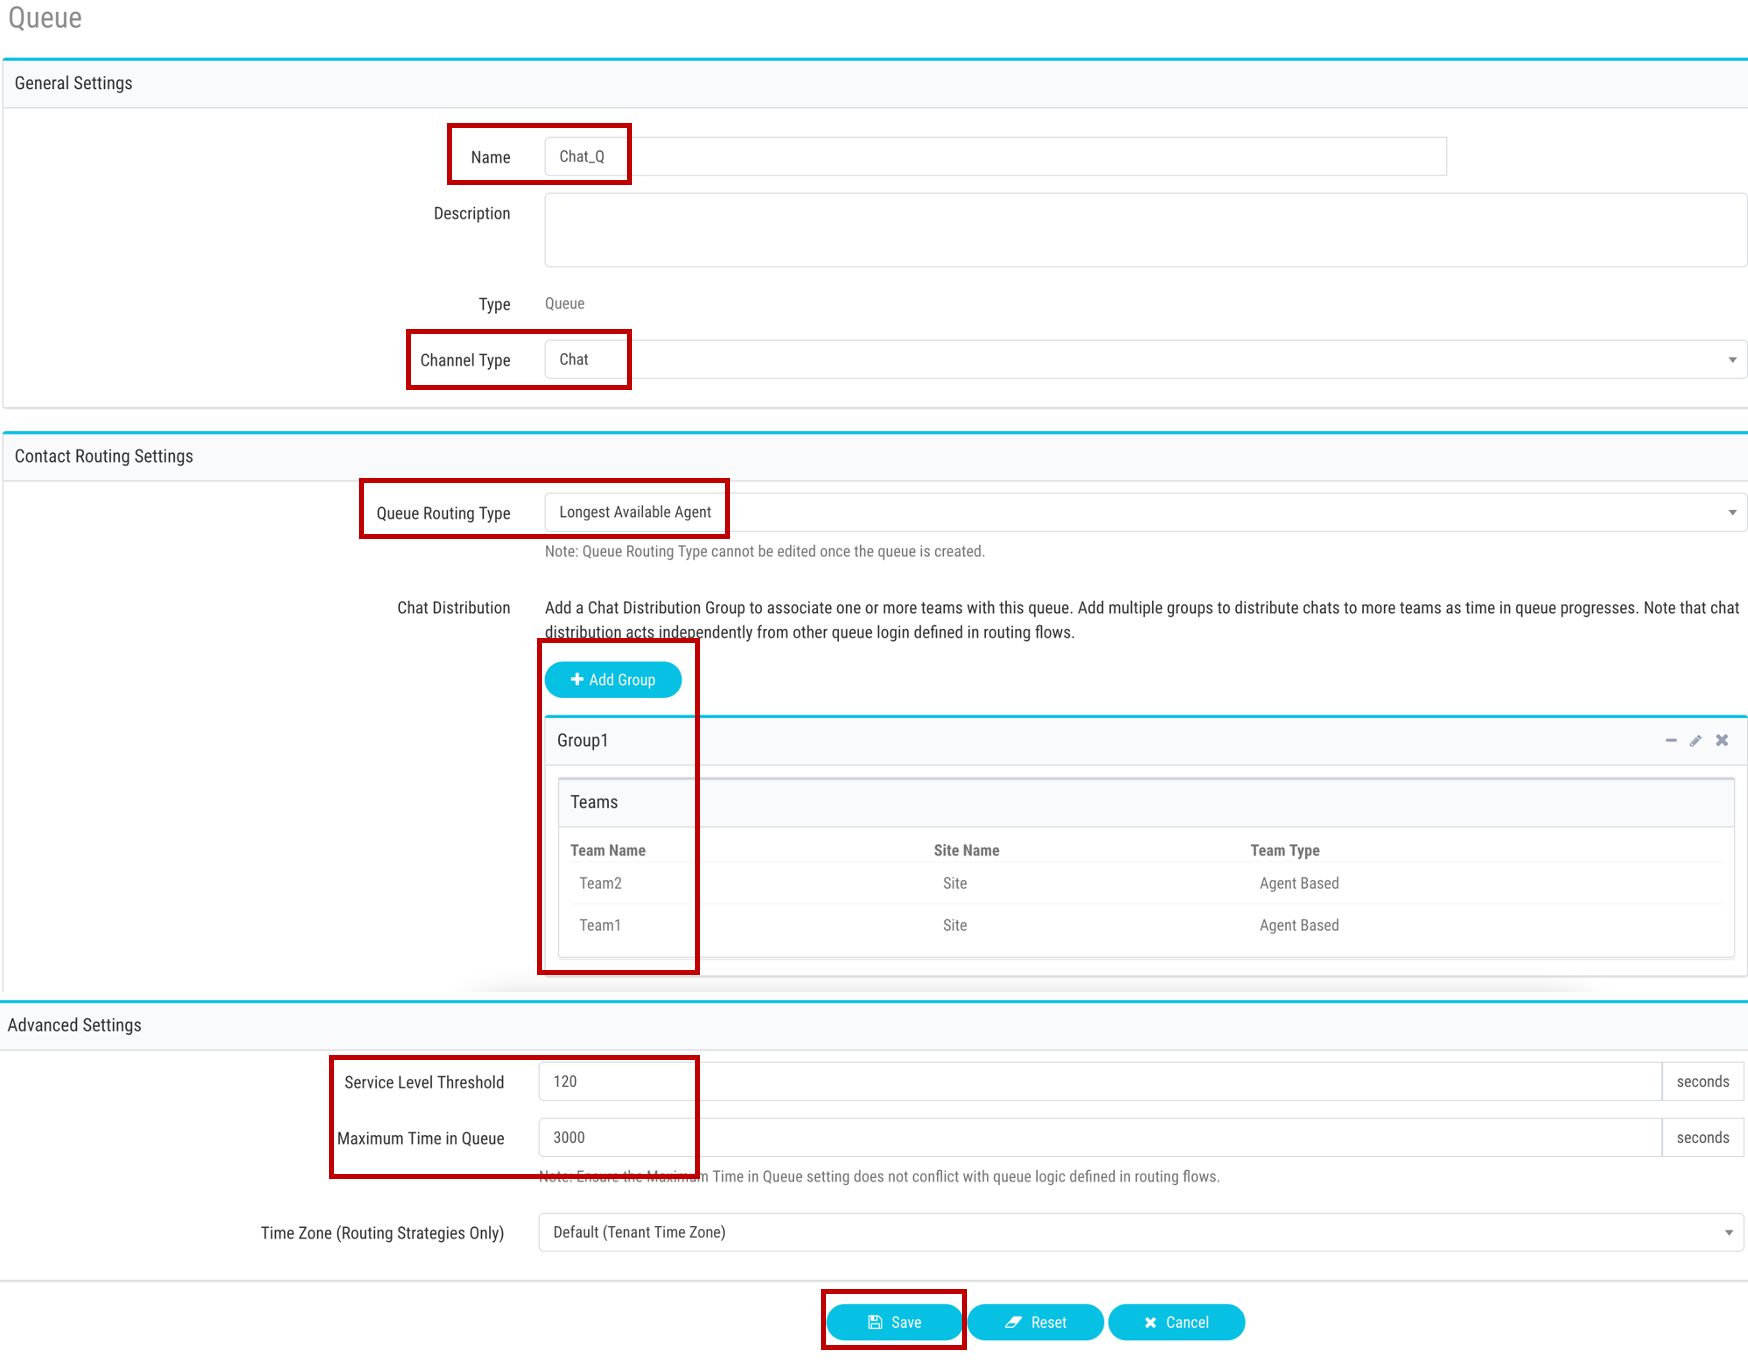 Queue
General Settings
Name Chat_Q
Description
Type Queue
Channel Type Chat
Contact Routing Settings
Queue Routing Type Longest Available Agent
Note: Queue Routing Type cannot be edited once the queue is created.
Chat Distribution Add a Chat Distribution Group to associate one or more teams with this queue. Add multiple groups to distribute chats to more teams as time in queue progresses. Note that chat
distribution acts independently from other queue login defined in routing flows.
Add Group
Group1
Teams
Team Name Site Name Team Type
Team2 Site Agent Based
Team1 Site Agent Based
Advanced Settings
Service Level Threshold 120 seconds
Maximum Time in Queue 3000 seconds
Note: Ensure the Maximum Time in Queue setting does not conflict with queue logic defined in routing flows.
Time Zone (Routing Strategies Only) Default (Tenant Time Zone)
Save Reset Cancel